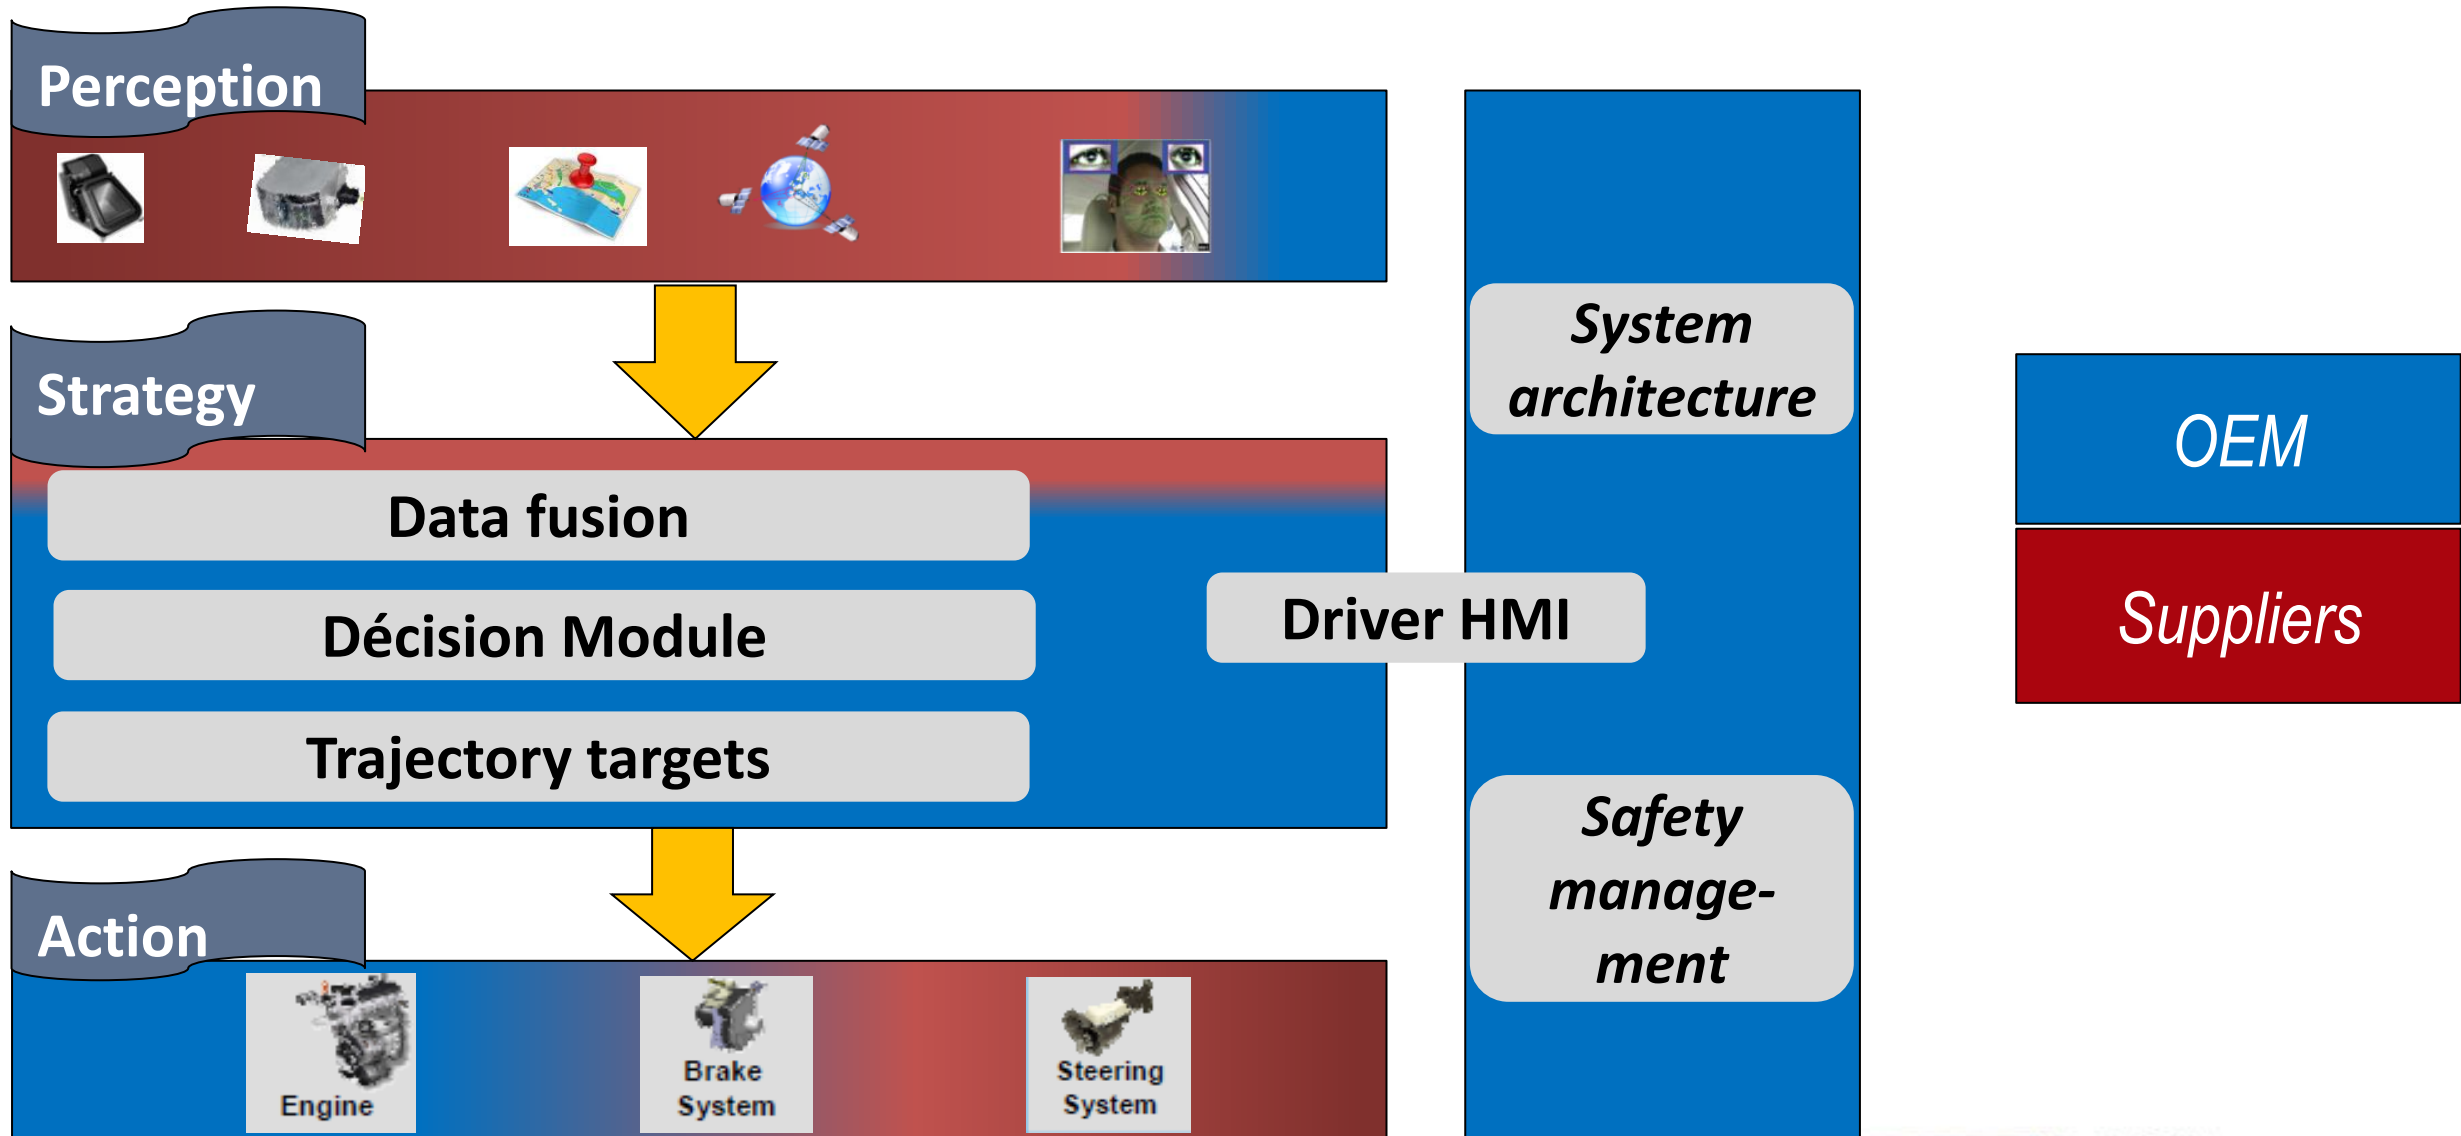 Perception
Strategy
Data fusion
Décision Module
Trajectory targets
Driver HMI
Action
Engine
Brake
System
Steering
System
System
architecture
Safety
manage-
ment
OEM
Suppliers